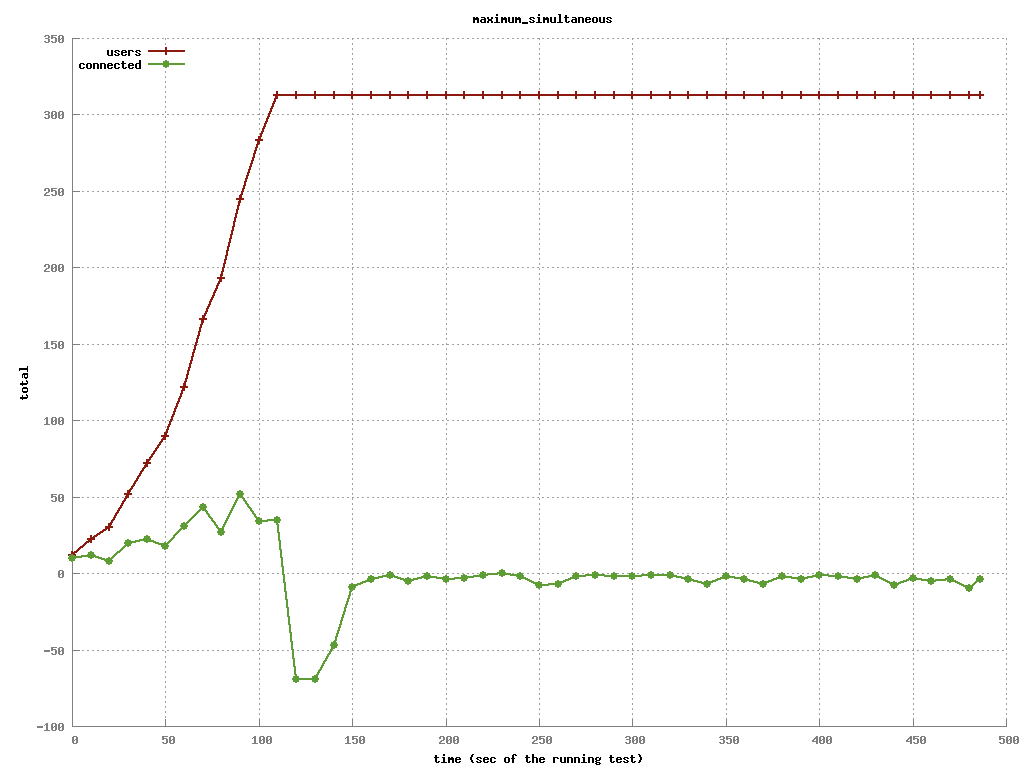 maximum_simultaneous
350
300
250
200
150
100
50
0
-50
-100
users
connected
total
0 50 100 150 200 250 300 350 400 450 500
time (sec of the running test)